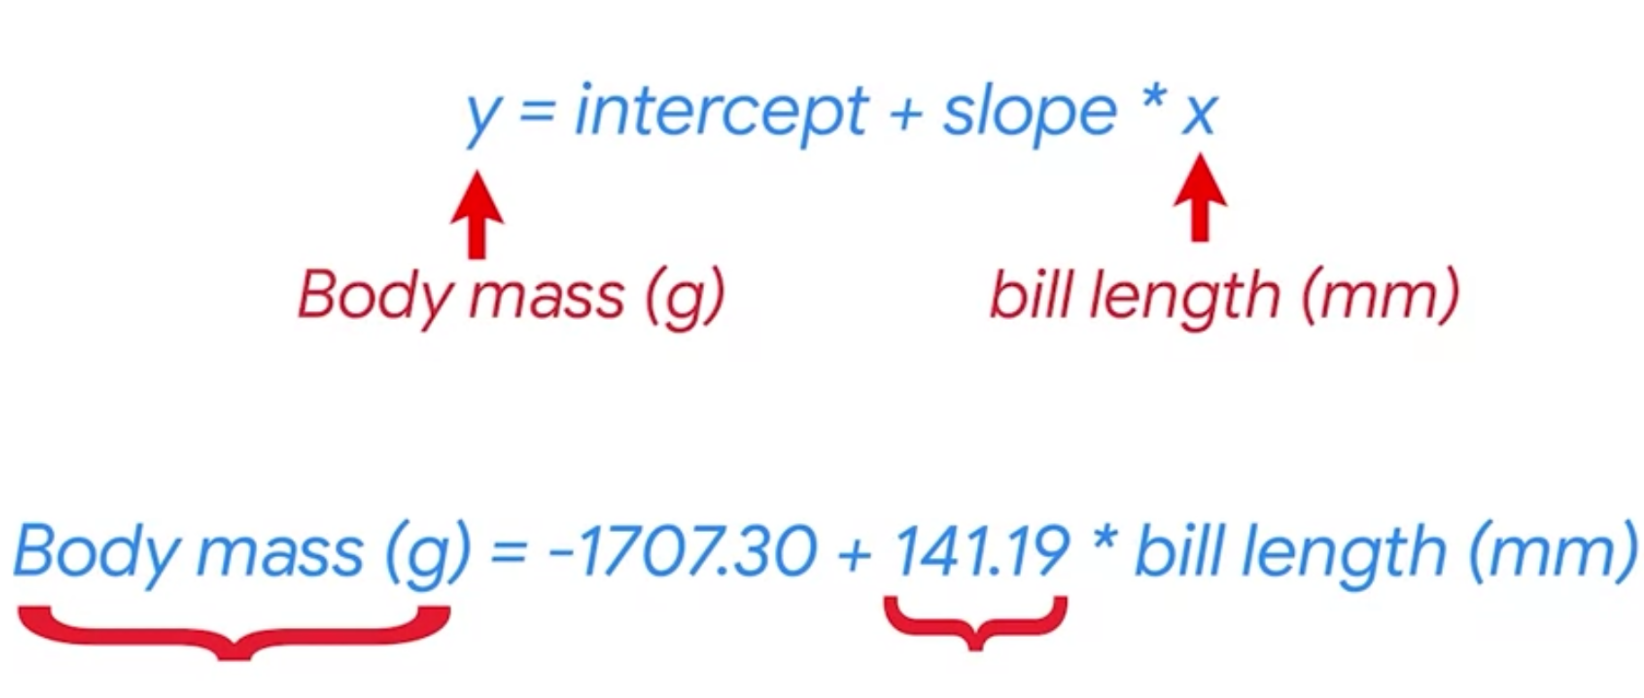 y = intercept + slope * x
Body mass (g) bill length (mm)
Body mass (g) = -1707.30 + 141.19 * bill length (mm)